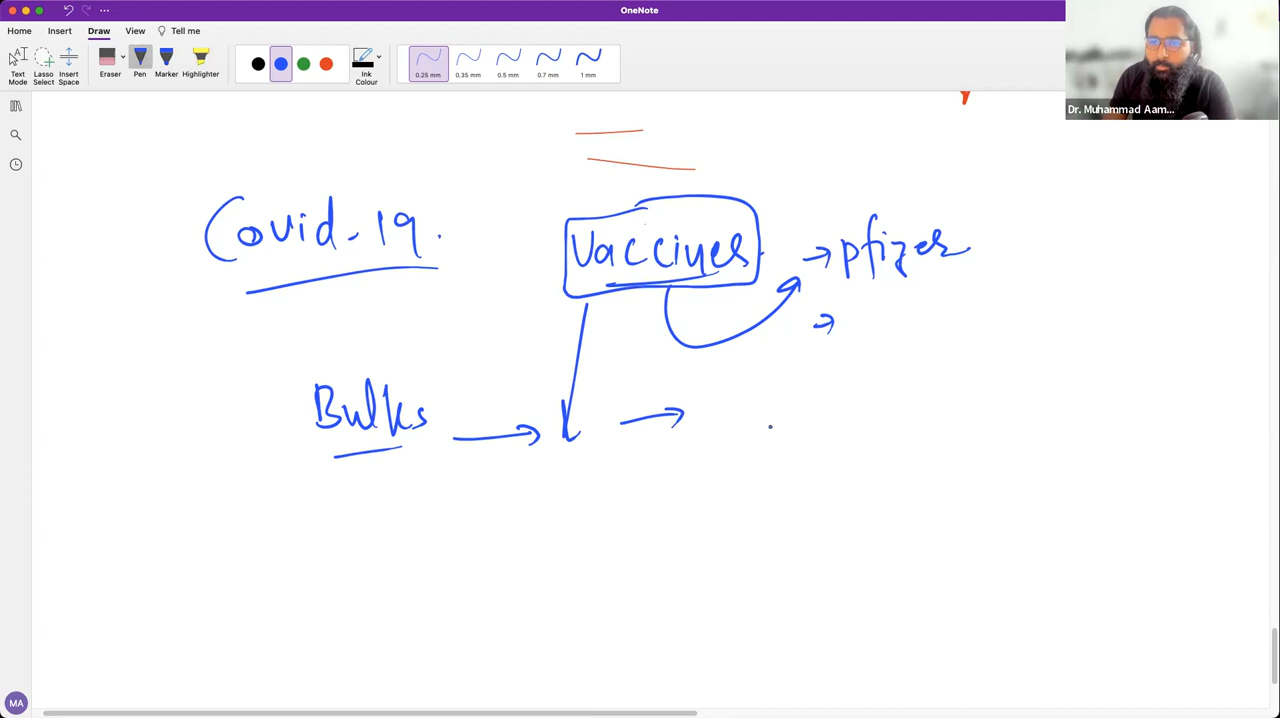 OneNote
Home Insert Draw View Tell me
Text Mode
Lasso Select
Insert Space
Eraser
Pen
Marker
Highlighter
Ink Colour
0.25 mm
0.35 mm
0.5 mm
0.7 mm
1 mm
Dr. Muhammad Aam...
Covid-19.
Vaccines
→ pfizer
→
Bulks → →
MA